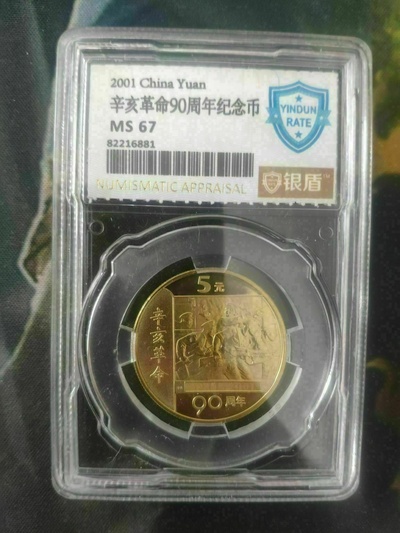 2001 China Yuan
辛亥革命90周年纪念币
MS 67
82216881
YINDUN
RATE
NUMISMATIC APPRAISAL
银盾
5元
辛亥革命
90周年